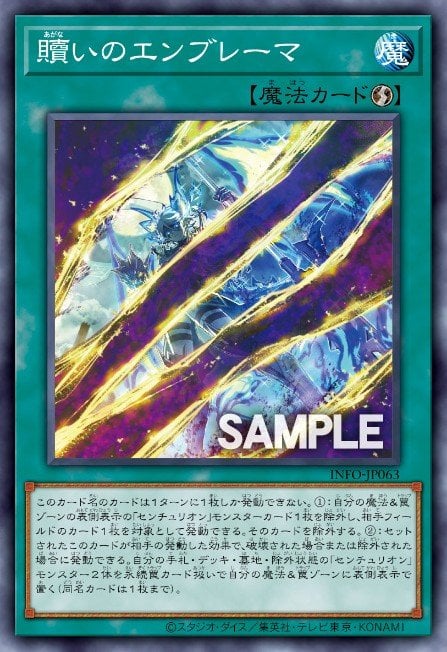 贖いのエンブレーマ
魔
【魔法カード】
SAMPLE
INFO-JP063
このカード名のカードは1ターンに1枚しか発動できない。①:自分の魔法&罠
ゾーンの表側表示の「センチュリオン」モンスターカード1枚を除外し、相手フィー
ルドのカード1枚を対象として発動できる。そのカードを除外する。②:セット
されたこのカードが相手の発動した効果で、破壊された場合または除外された
場合に発動できる。自分の手札・デッキ・墓地・除外状態の「センチュリオン」
モンスター2体を永続罠カード扱いで自分の魔法&罠ゾーンに表側表示で
置く(同名カードは1枚まで)。
©スタジオ・ダイス/集英社・テレビ東京・KONAMI